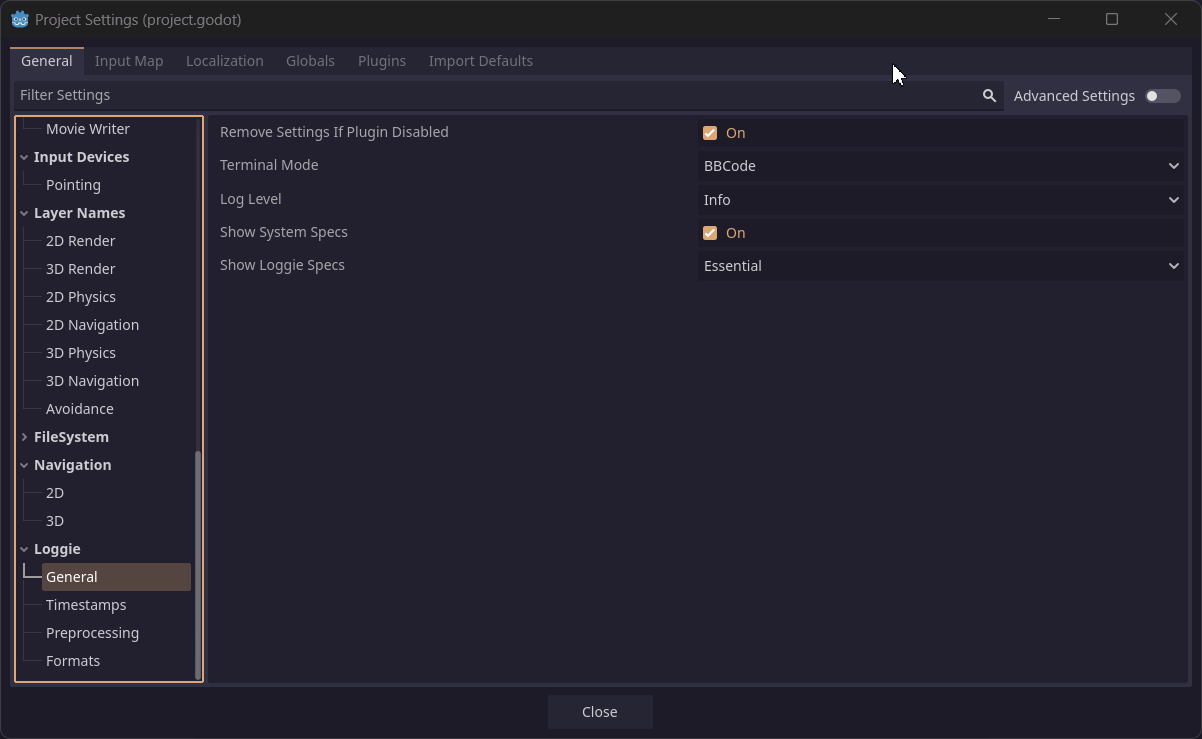 Project Settings (project.godot)
General Input Map Localization Globals Plugins Import Defaults
Filter Settings Advanced Settings
Movie Writer
Input Devices
Pointing
Layer Names
2D Render
3D Render
2D Physics
2D Navigation
3D Physics
3D Navigation
Avoidance
FileSystem
Navigation
2D
3D
Loggie
General
Timestamps
Preprocessing
Formats
Remove Settings If Plugin Disabled On
Terminal Mode BBCode
Log Level Info
Show System Specs On
Show Loggie Specs Essential
Close